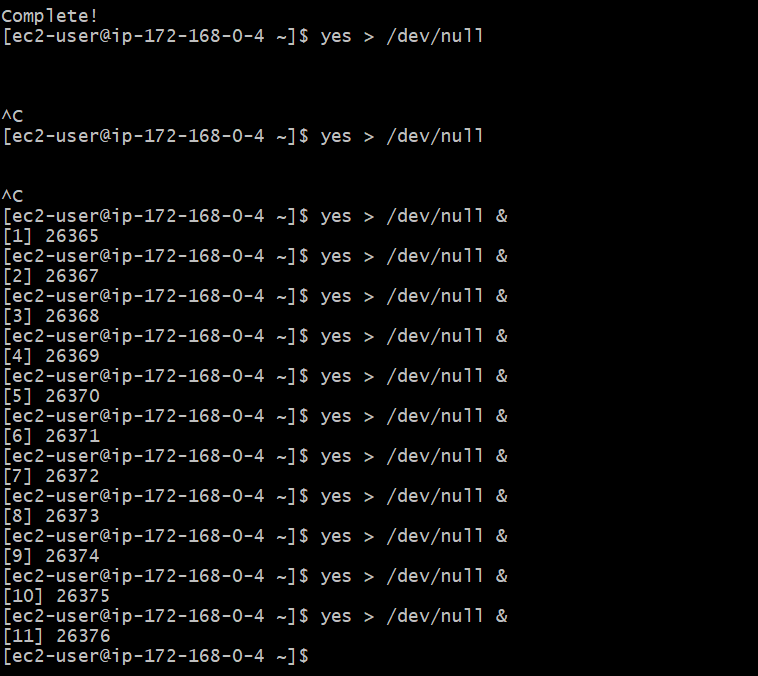 Complete!
[ec2-user@ip-172-168-0-4 ~]$ yes > /dev/null
^C
[ec2-user@ip-172-168-0-4 ~]$ yes > /dev/null
^C
[ec2-user@ip-172-168-0-4 ~]$ yes > /dev/null &
[1] 26365
[ec2-user@ip-172-168-0-4 ~]$ yes > /dev/null &
[2] 26367
[ec2-user@ip-172-168-0-4 ~]$ yes > /dev/null &
[3] 26368
[ec2-user@ip-172-168-0-4 ~]$ yes > /dev/null &
[4] 26369
[ec2-user@ip-172-168-0-4 ~]$ yes > /dev/null &
[5] 26370
[ec2-user@ip-172-168-0-4 ~]$ yes > /dev/null &
[6] 26371
[ec2-user@ip-172-168-0-4 ~]$ yes > /dev/null &
[7] 26372
[ec2-user@ip-172-168-0-4 ~]$ yes > /dev/null &
[8] 26373
[ec2-user@ip-172-168-0-4 ~]$ yes > /dev/null &
[9] 26374
[ec2-user@ip-172-168-0-4 ~]$ yes > /dev/null &
[10] 26375
[ec2-user@ip-172-168-0-4 ~]$ yes > /dev/null &
[11] 26376
[ec2-user@ip-172-168-0-4 ~]$